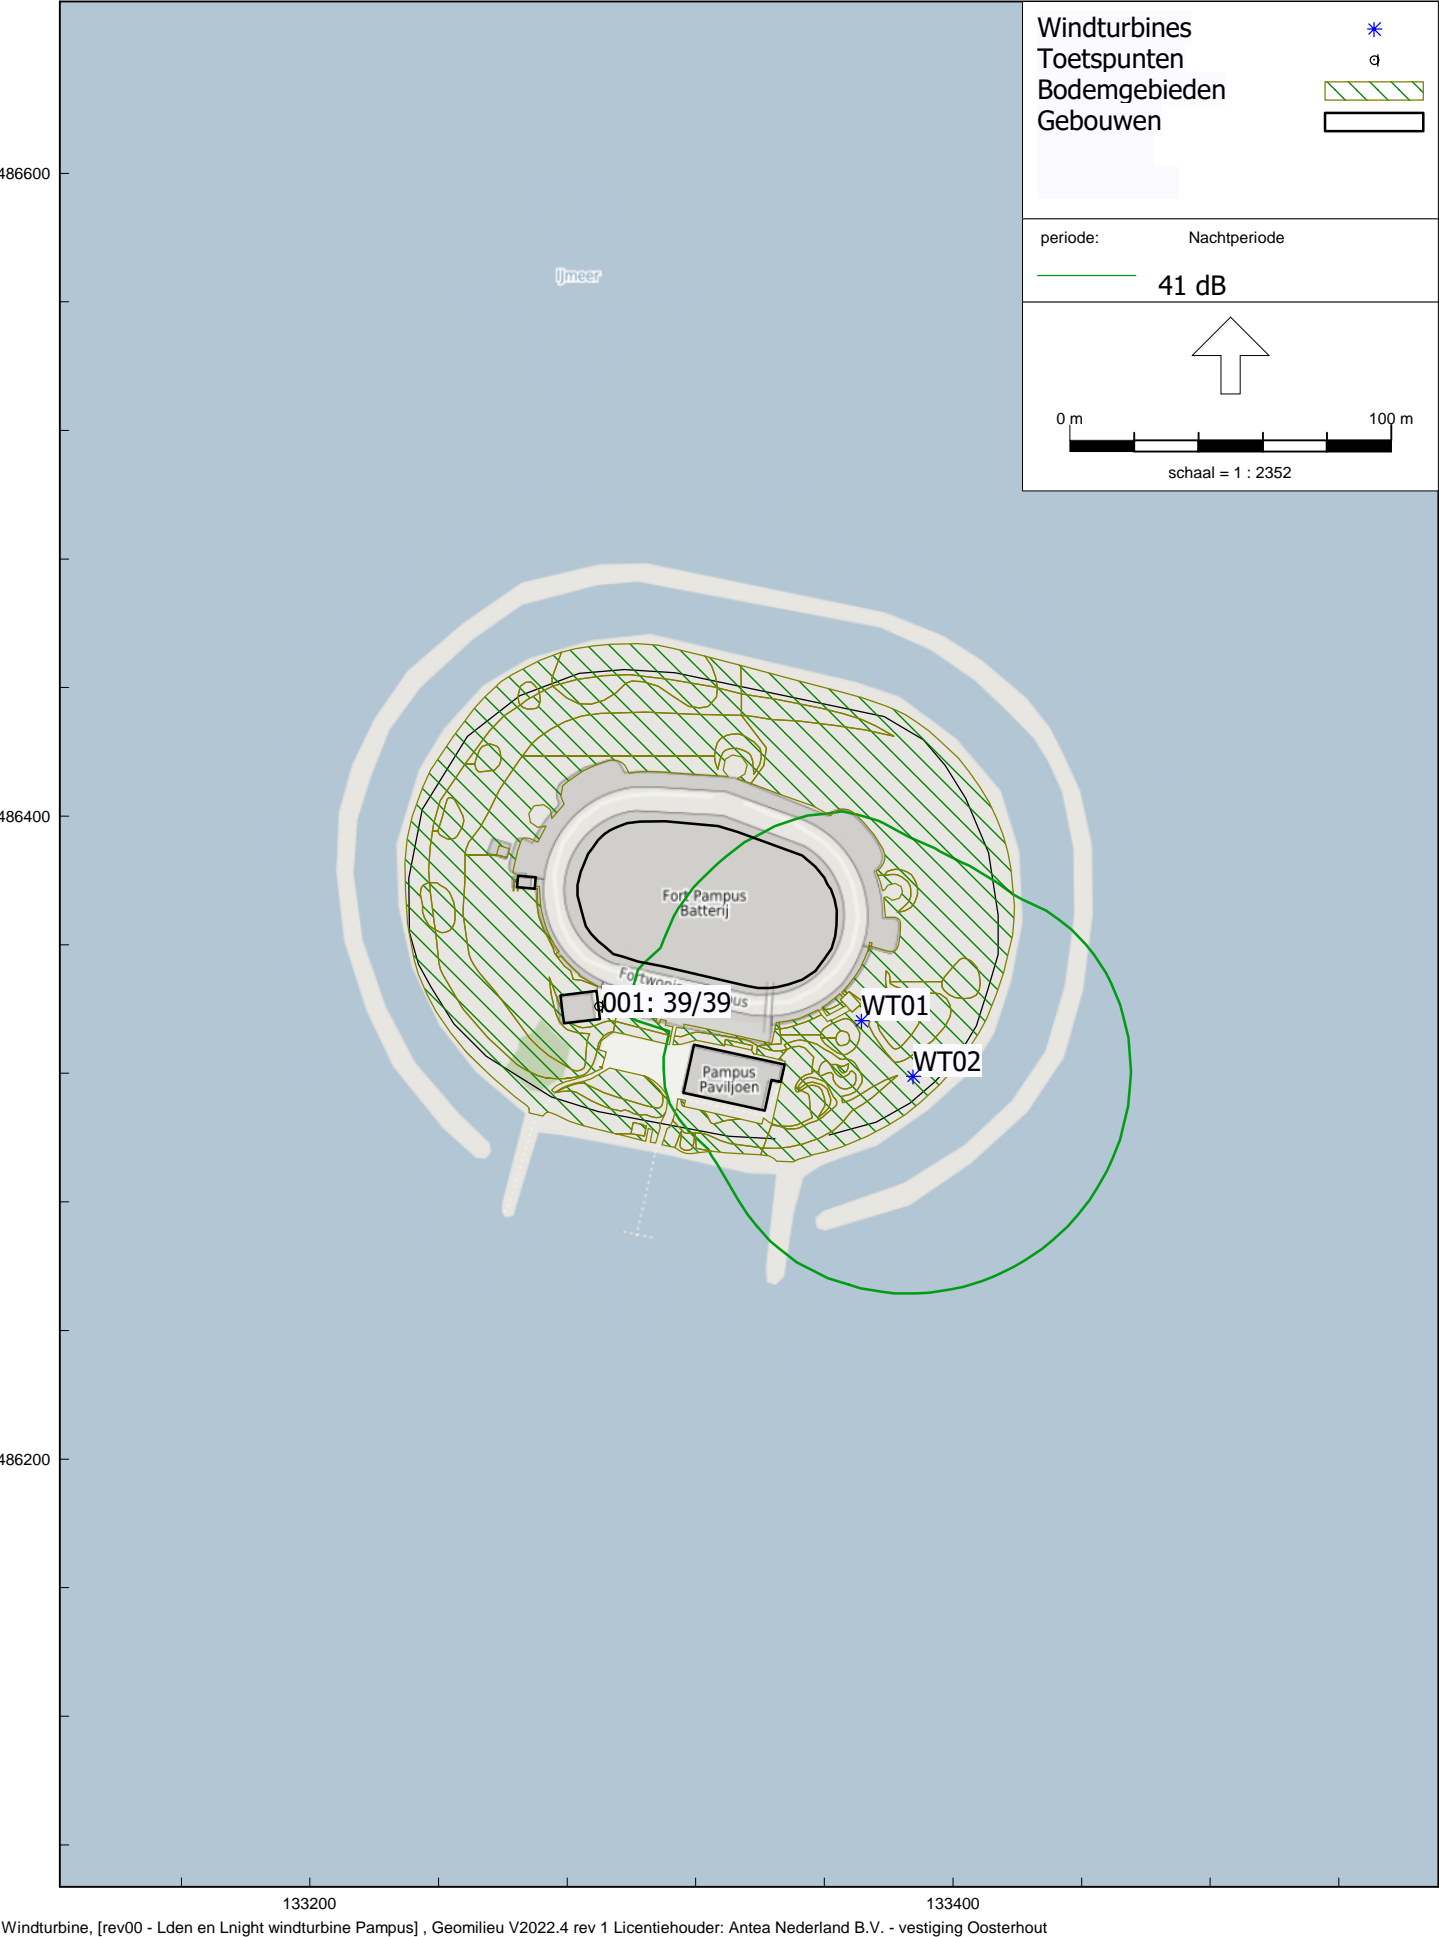 Windturbines
Toetspunten
Bodemgebieden
Gebouwen
periode: Nachtperiode
41 dB
0 m 100 m
schaal = 1 : 2352
486600
IJmeer
486400
Fort Pampus
Batterij
001: 39/39
WT01
WT02
Pampus
Paviljoen
486200
133200 133400
Windturbine, [rev00 - Lden en Lnight windturbine Pampus] , Geomilieu V2022.4 rev 1 Licentiehouder: Antea Nederland B.V. - vestiging Oosterhout